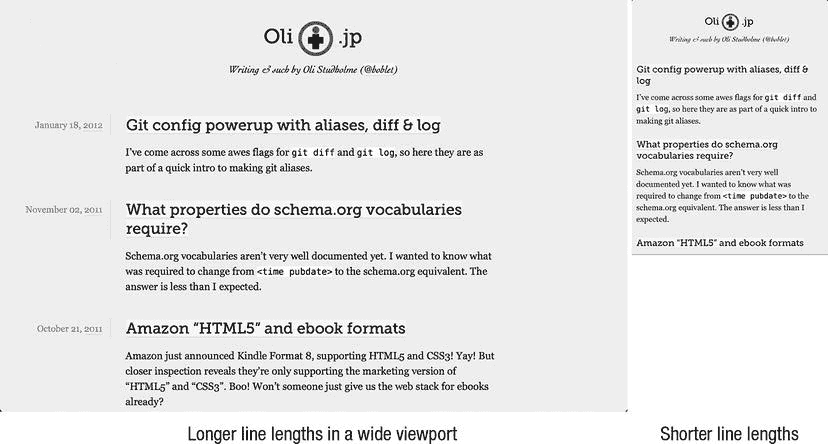 Oli .jp
Writing & such by Oli Studholme (@boblet)
January 18, 2012
Git config powerup with aliases, diff & log
I've come across some awes flags for git diff and git log, so here they are as
part of a quick intro to making git aliases.
November 02, 2011
What properties do schema.org vocabularies
require?
Schema.org vocabularies aren't very well documented yet. I wanted to know what
was required to change from <time pubdate> to the schema.org equivalent. The
answer is less than I expected.
October 21, 2011
Amazon “HTML5” and ebook formats
Amazon just announced Kindle Format 8, supporting HTML5 and CSS3! Yay! But
closer inspection reveals they're only supporting the marketing version of
“HTML5” and “CSS3”. Boo! Won't someone just give us the web stack for ebooks
already?
Longer line lengths in a wide viewport
Oli .jp
Writing & such by Oli Studholme (@boblet)
Git config powerup with aliases, diff &
log
I've come across some awes flags for git diff and
git log, so here they are as part of a quick intro to
making git aliases.
What properties do schema.org
vocabularies require?
Schema.org vocabularies aren't very well
documented yet. I wanted to know what was
required to change from <time pubdate> to the
schema.org equivalent. The answer is less than I
expected.
Amazon “HTML5” and ebook formats
Shorter line lengths